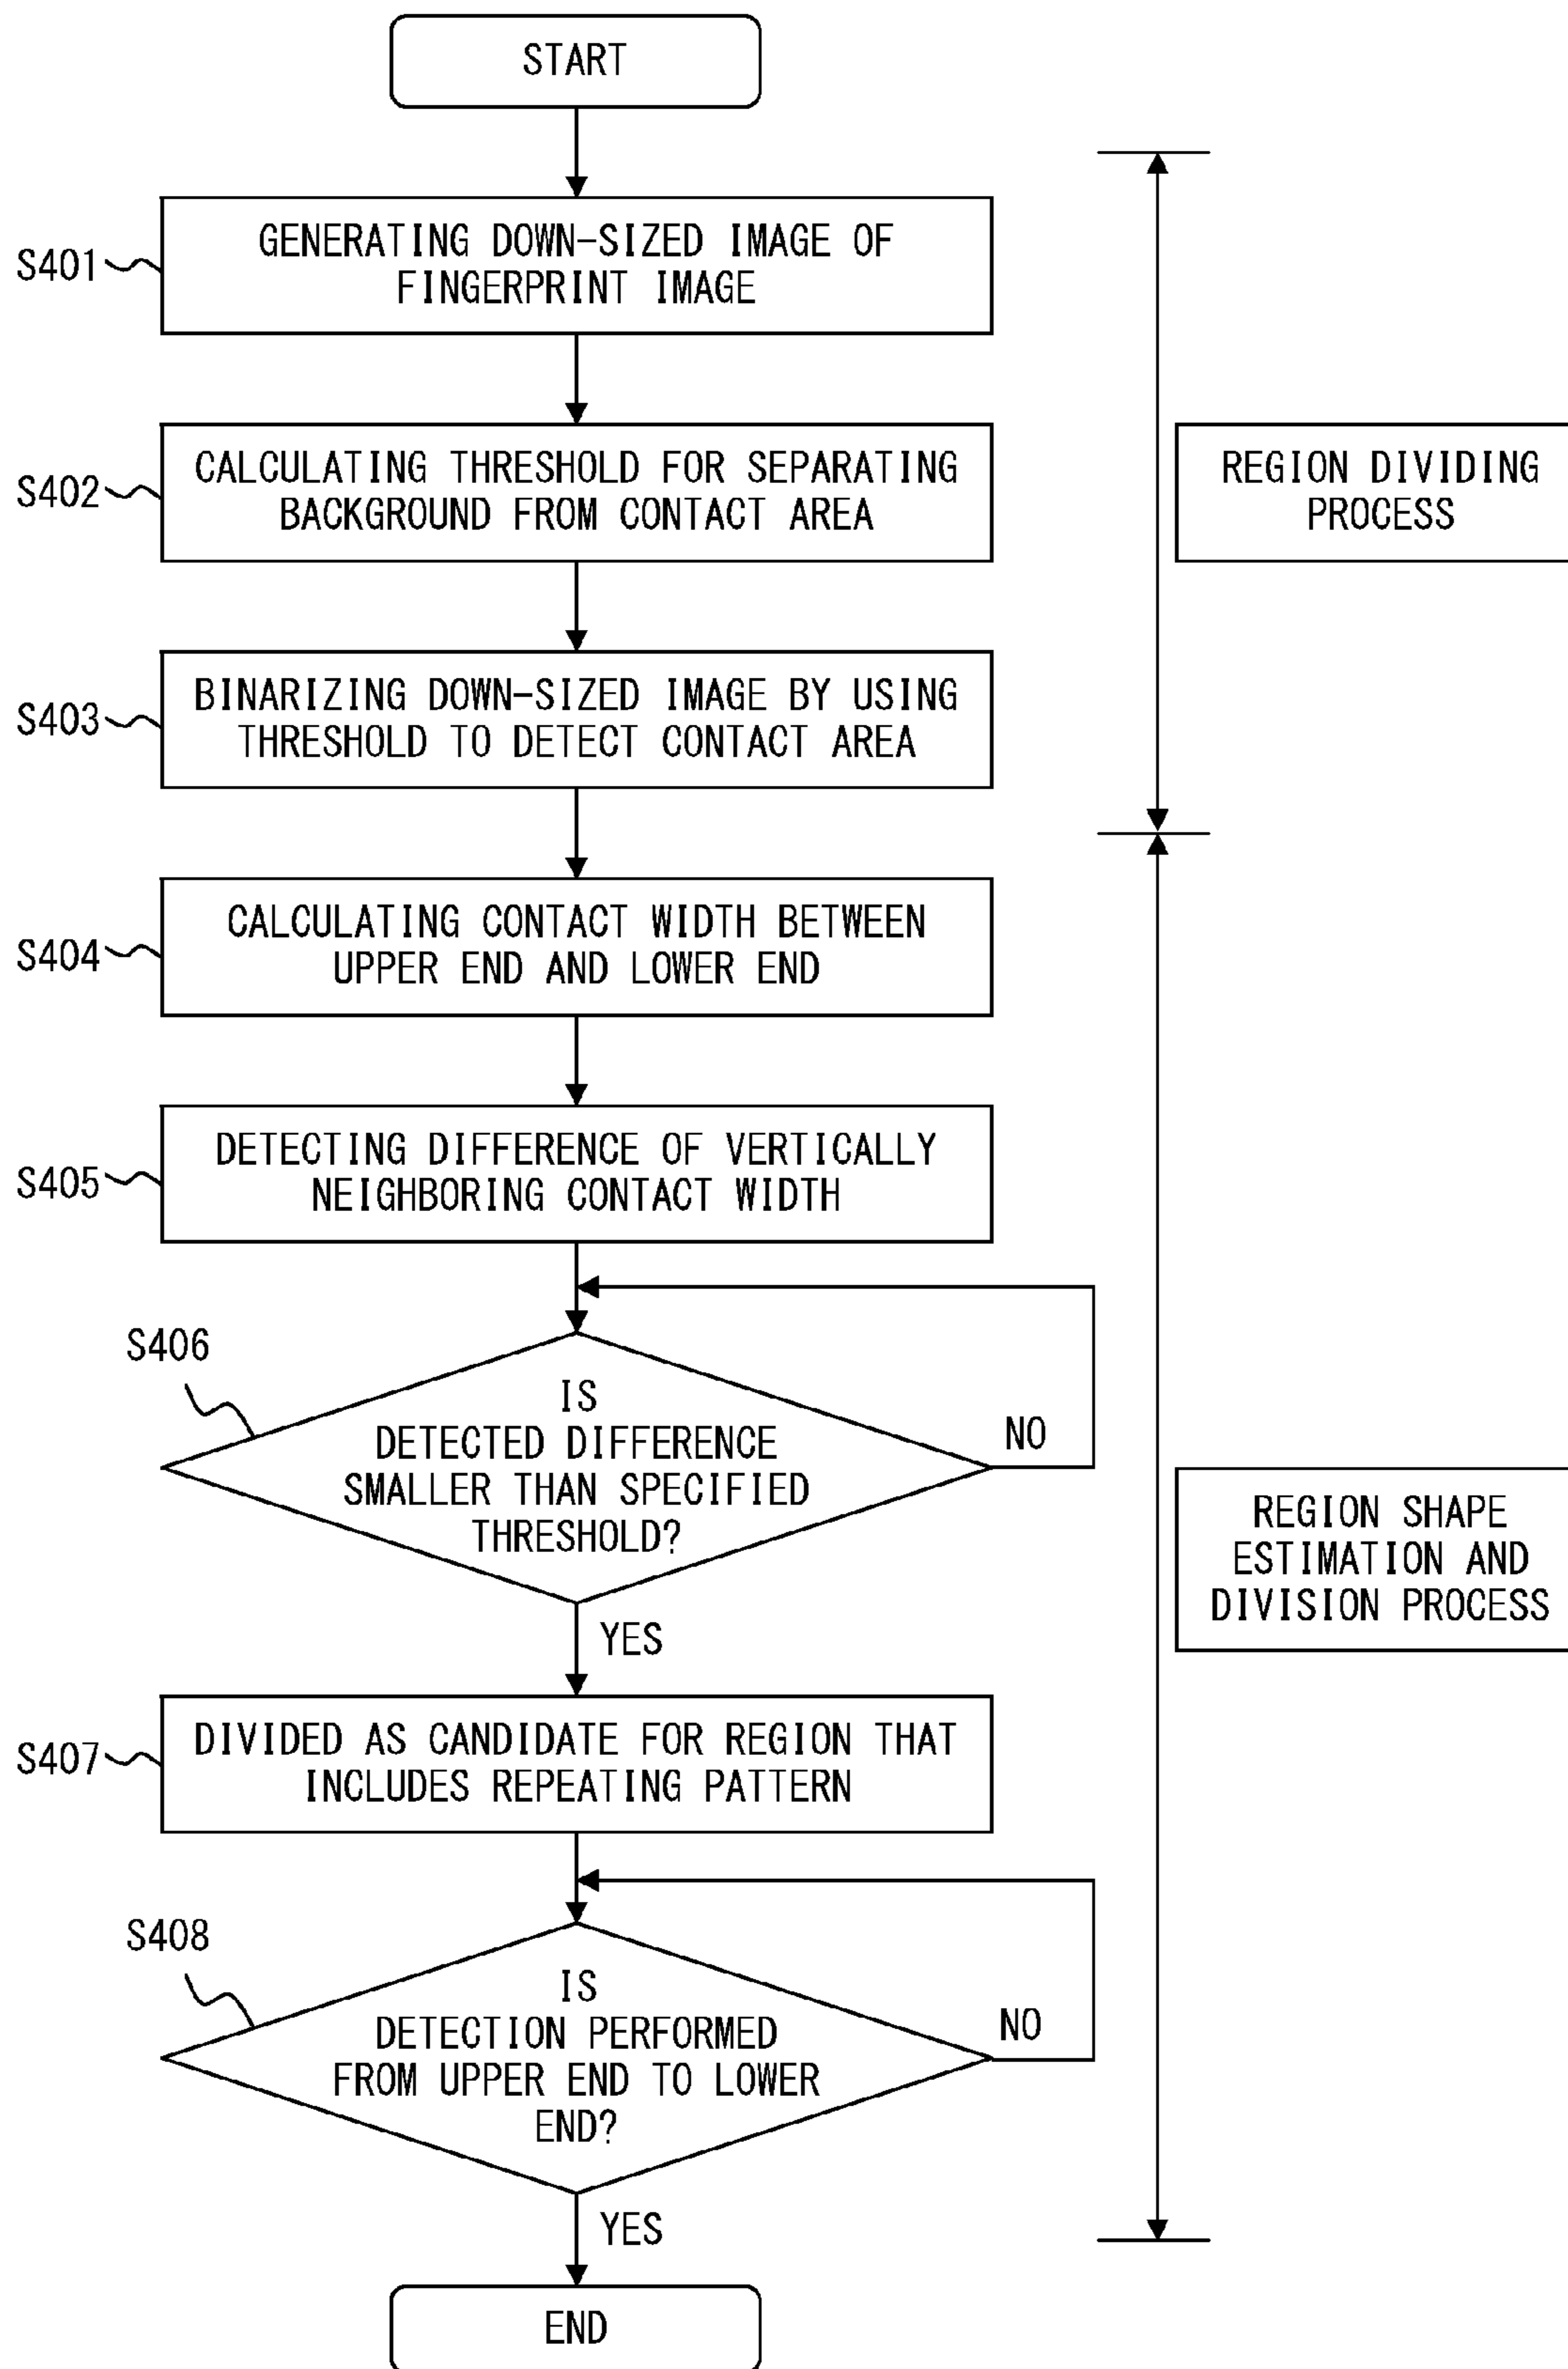 START
S401
GENERATING DOWN-SIZED IMAGE OF
FINGERPRINT IMAGE
S402
CALCULATING THRESHOLD FOR SEPARATING
BACKGROUND FROM CONTACT AREA
REGION DIVIDING
PROCESS
S403
BINARIZING DOWN-SIZED IMAGE BY USING
THRESHOLD TO DETECT CONTACT AREA
S404
CALCULATING CONTACT WIDTH BETWEEN
UPPER END AND LOWER END
S405
DETECTING DIFFERENCE OF VERTICALLY
NEIGHBORING CONTACT WIDTH
S406
IS
DETECTED DIFFERENCE
SMALLER THAN SPECIFIED
THRESHOLD?
NO
YES
REGION SHAPE
ESTIMATION AND
DIVISION PROCESS
S407
DIVIDED AS CANDIDATE FOR REGION THAT
INCLUDES REPEATING PATTERN
S408
IS
DETECTION PERFORMED
FROM UPPER END TO LOWER
END?
NO
YES
END